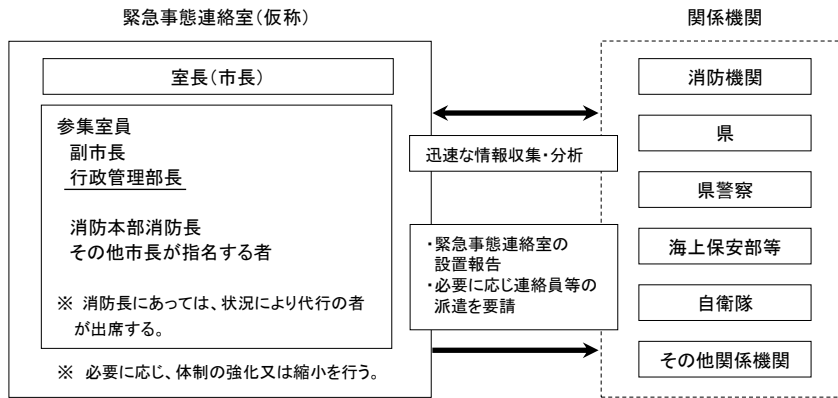 緊急事態連絡室（仮称）
室長（市長）
参集室員
副市長
行政管理部長
消防本部消防長
その他市長が指名する者
※ 消防長にあっては、状況により代行の者
が出席する。
※ 必要に応じ、体制の強化又は縮小を行う。
迅速な情報収集・分析
・緊急事態連絡室の
設置報告
・必要に応じ連絡員等の
派遣を要請
関係機関
消防機関
県
県警察
海上保安部等
自衛隊
その他関係機関